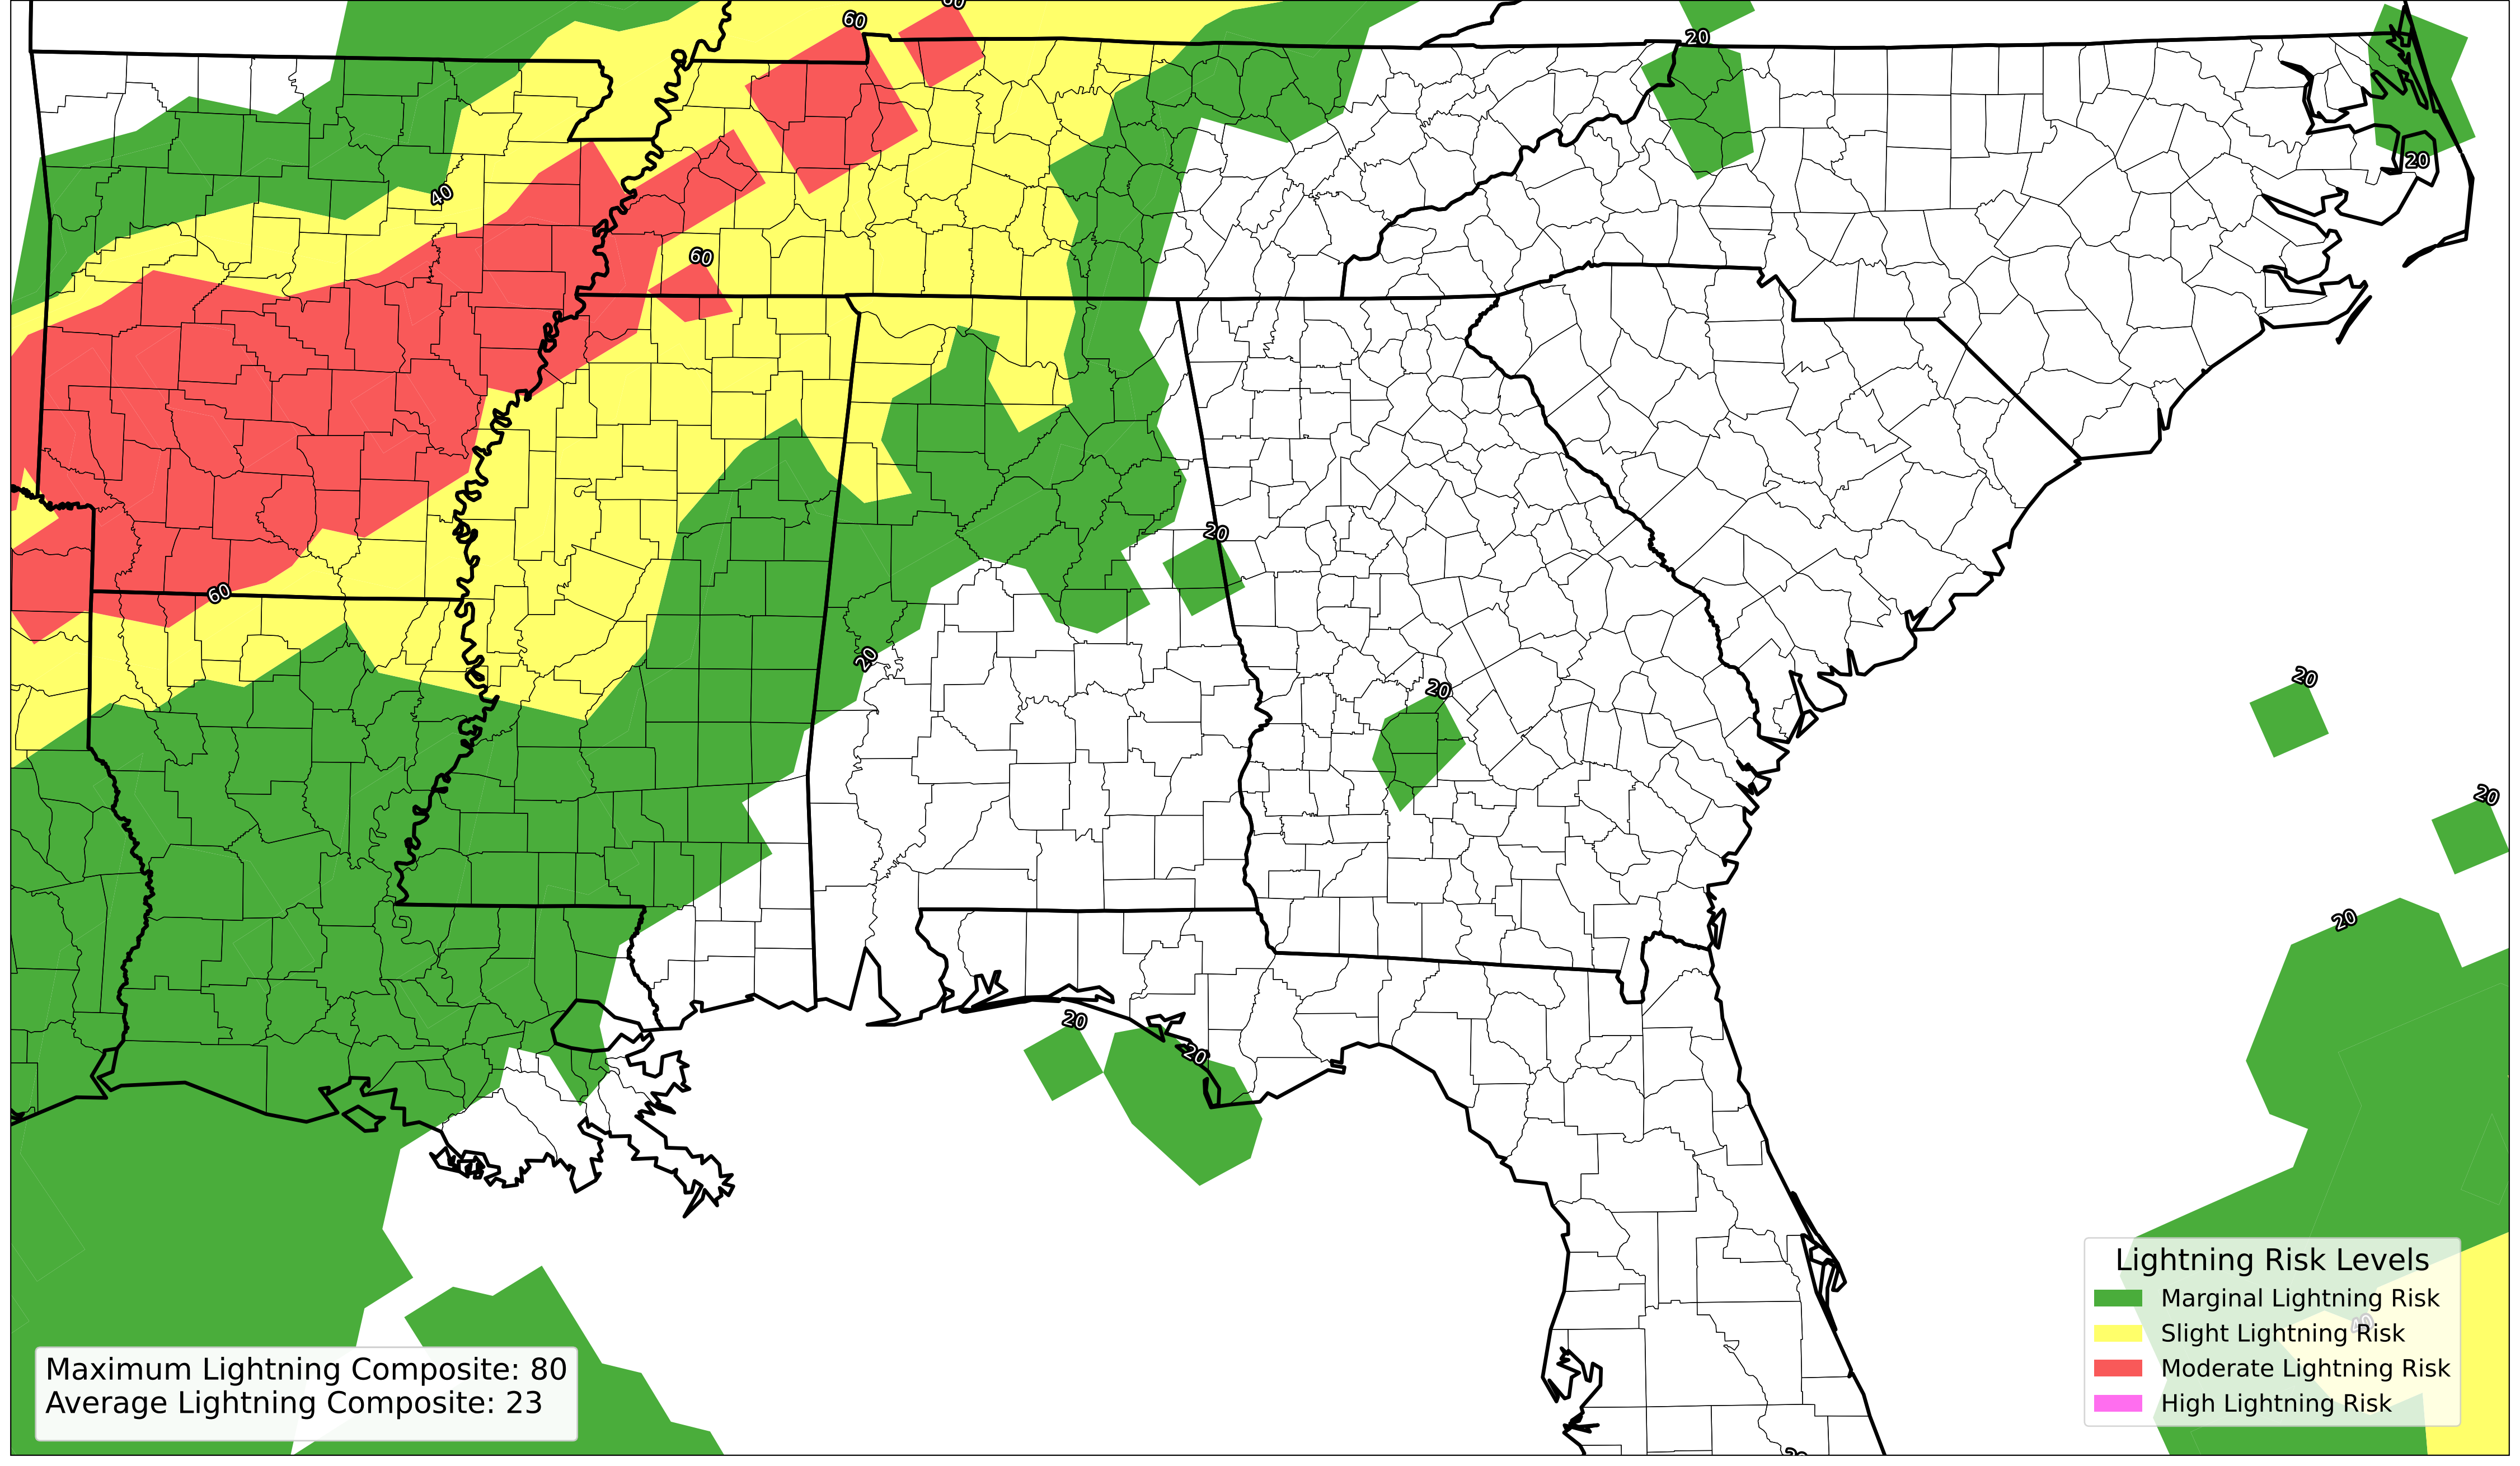 60
60
20
20
40
60
20
60
20
20
20
20
20
20
20
20
Lightning Risk Levels
Marginal Lightning Risk
40
Slight Lightning Risk
Moderate Lightning Risk
High Lightning Risk
Maximum Lightning Composite: 80
Average Lightning Composite: 23